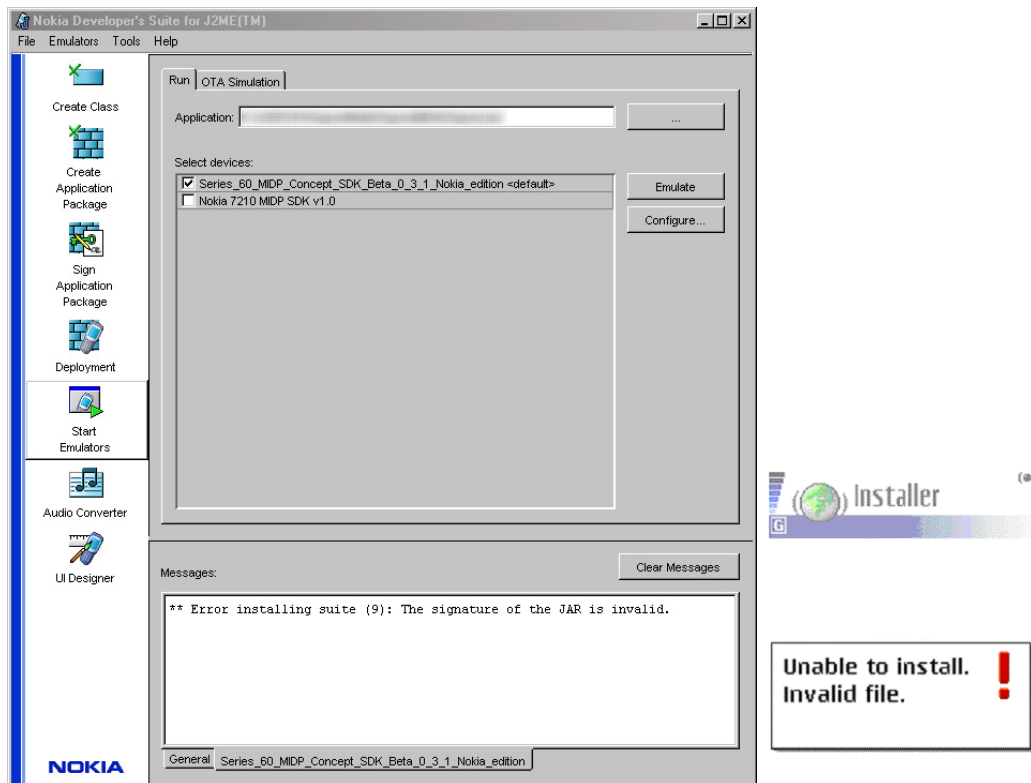 Nokia Developer's Suite for J2ME(TM)
File Emulators Tools Help
Create Class
Create
Application
Package
Sign
Application
Package
Deployment
Start
Emulators
Audio Converter
UI Designer
NOKIA
Run OTA Simulation
Application:
...
Select devices:
Series_60_MIDP_Concept_SDK_Beta_0_3_1_Nokia_edition <default>
Nokia 7210 MIDP SDK v1.0
Emulate
Configure...
Messages:
Clear Messages
** Error installing suite (9): The signature of the JAR is invalid.
General Series_60_MIDP_Concept_SDK_Beta_0_3_1_Nokia_edition
Installer
G
Unable to install.
Invalid file.